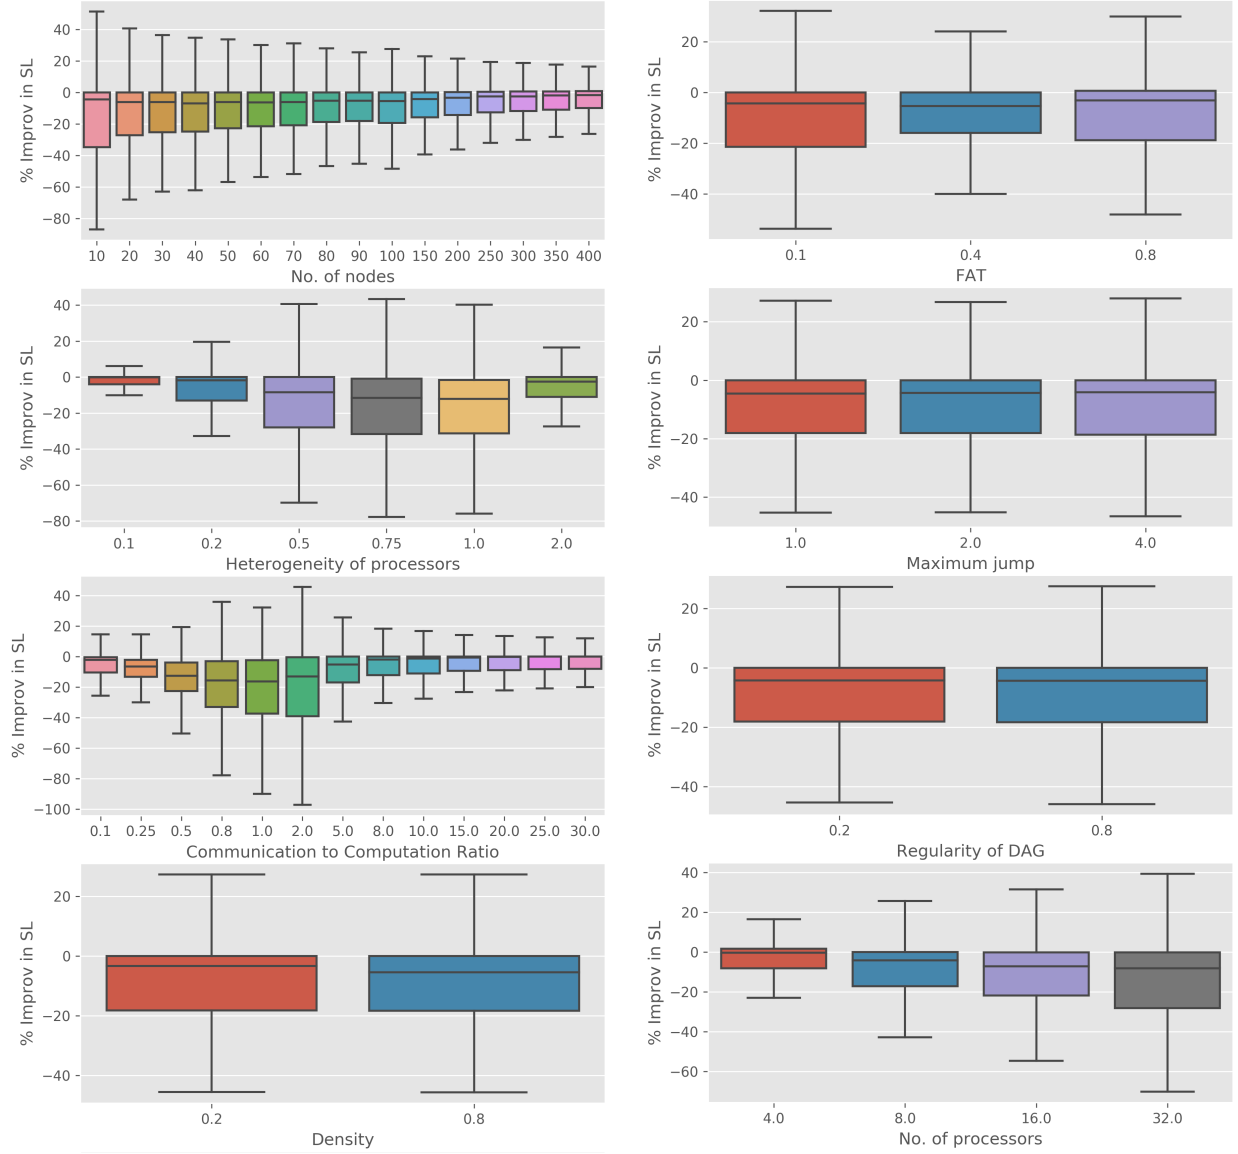 % Improv in SL
40
20
0
−20
−40
−60
−80
10 20 30 40 50 60 70 80 90 100 150 200 250 300 350 400
No. of nodes
% Improv in SL
20
0
−20
−40
0.1 0.4 0.8
FAT
% Improv in SL
40
20
0
−20
−40
−60
−80
0.1 0.2 0.5 0.75 1.0 2.0
Heterogeneity of processors
% Improv in SL
20
0
−20
−40
1.0 2.0 4.0
Maximum jump
% Improv in SL
40
20
0
−20
−40
−60
−80
−100
0.1 0.25 0.5 0.8 1.0 2.0 5.0 8.0 10.0 15.0 20.0 25.0 30.0
Communication to Computation Ratio
% Improv in SL
20
0
−20
−40
0.2 0.8
Regularity of DAG
% Improv in SL
20
0
−20
−40
0.2 0.8
Density
% Improv in SL
40
20
0
−20
−40
−60
4.0 8.0 16.0 32.0
No. of processors